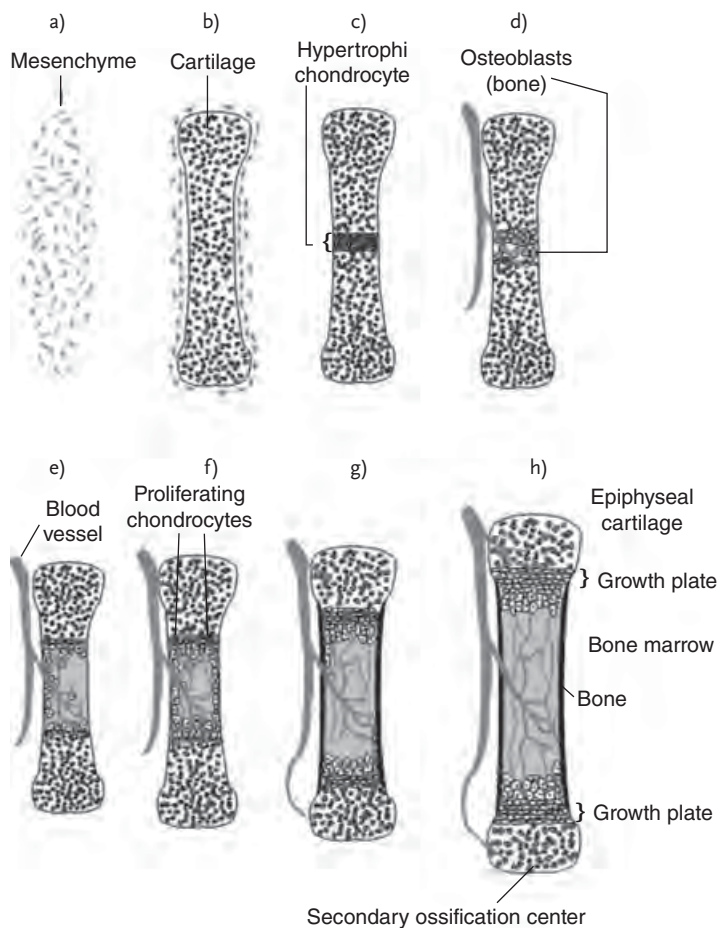 a)
b)
c)
d)
Mesenchyme
Cartilage
Hypertrophi
chondrocyte
Osteoblasts
(bone)
{
e)
f)
g)
h)
Blood
vessel
Proliferating
chondrocytes
Epiphyseal
cartilage
} Growth plate
Bone marrow
Bone
} Growth plate
Secondary ossification center